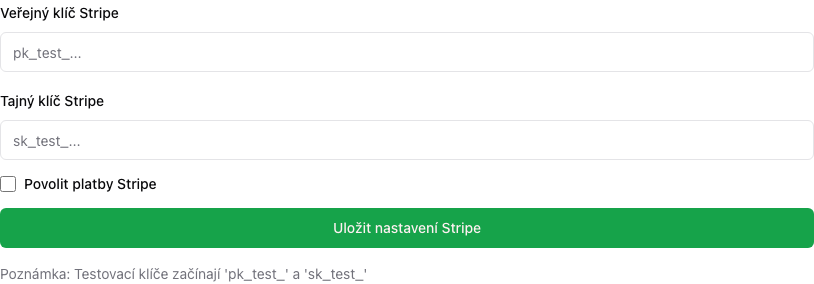 Veřejný klíč Stripe
pk_test_...
Tajný klíč Stripe
sk_test_...
Povolit platby Stripe
Uložit nastavení Stripe
Poznámka: Testovací klíče začínají 'pk_test_' a 'sk_test_'